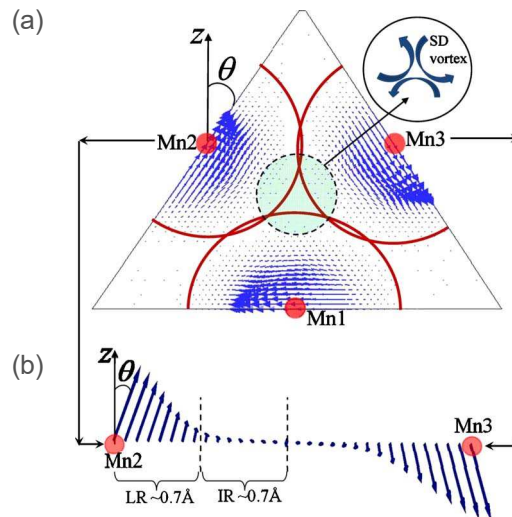 (a)
z
θ
SD
vortex
Mn2
Mn3
Mn1
(b)
z
θ
Mn3
Mn2
LR ~0.7Å
IR ~0.7Å